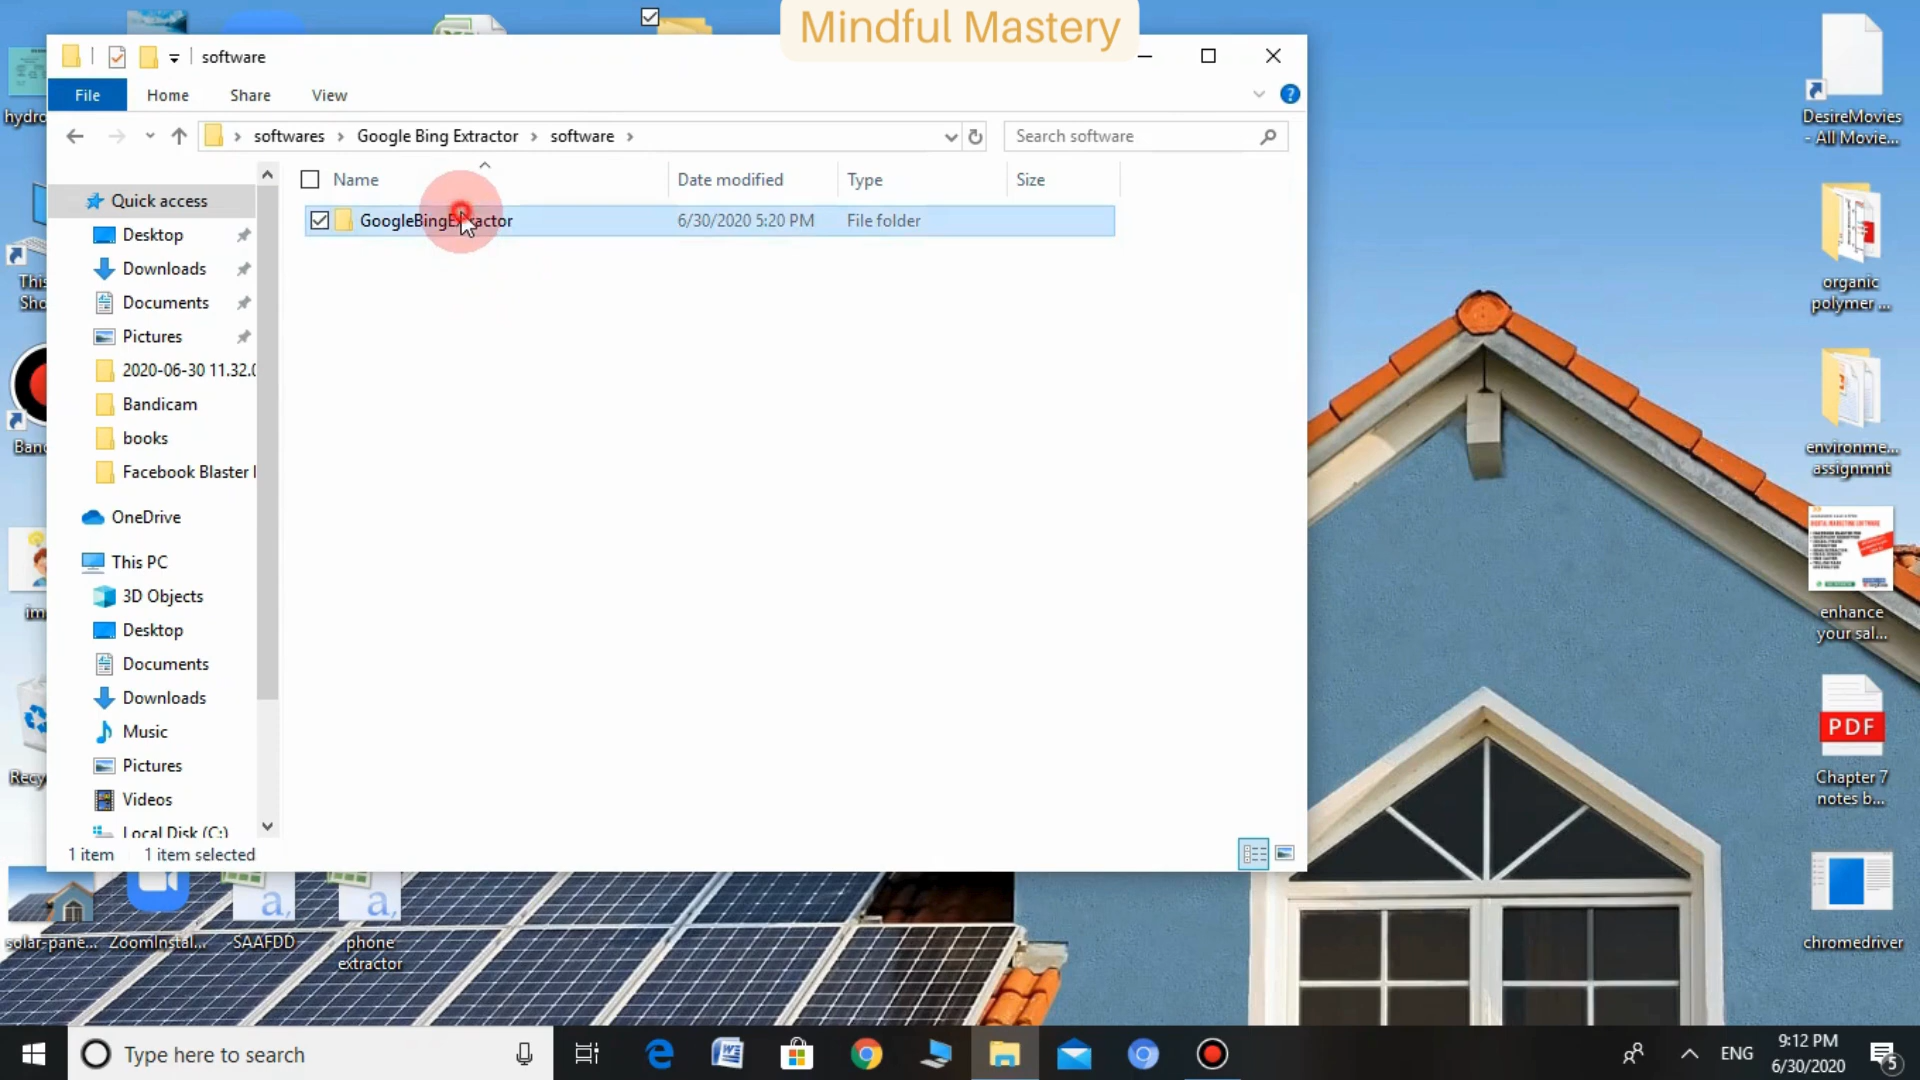 Mindful Mastery
software
File
Home
Share
View
softwares
Google Bing Extractor
software
Search software
Name
Date modified
Type
Size
GoogleBingExtractor
6/30/2020 5:20 PM
File folder
Quick access
Desktop
Downloads
Documents
Pictures
2020-06-30 11.32.0
Bandicam
books
Facebook Blaster
OneDrive
This PC
3D Objects
Desktop
Documents
Downloads
Music
Pictures
Videos
Local Disk (C:)
1 item
1 item selected
hydro
This
Sho
Ban
im
Recy
solar-pane...
ZoomInstal...
SAAFDD
phone
extractor
DesireMovies
- All Movie...
organic
polymer ...
environme...
assignmnt
enhance
your sal...
PDF
Chapter 7
notes b...
chromedriver
Type here to search
ENG
9:12 PM
6/30/2020
5